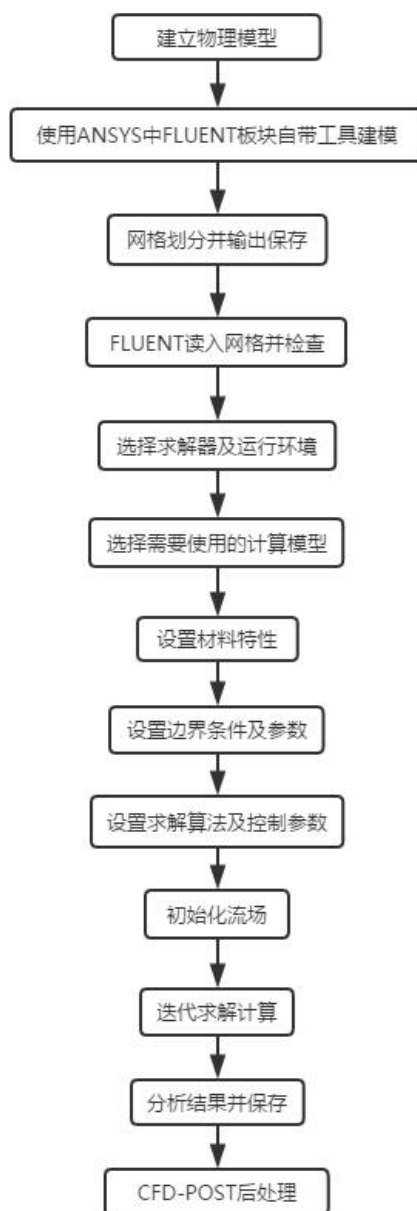 建立物理模型
使用ANSYS中FLUENT板块自带工具建模
网格划分并输出保存
FLUENT读入网格并检查
选择求解器及运行环境
选择需要使用的计算模型
设置材料特性
设置边界条件及参数
设置求解算法及控制参数
初始化流场
迭代求解计算
分析结果并保存
CFD-POST后处理